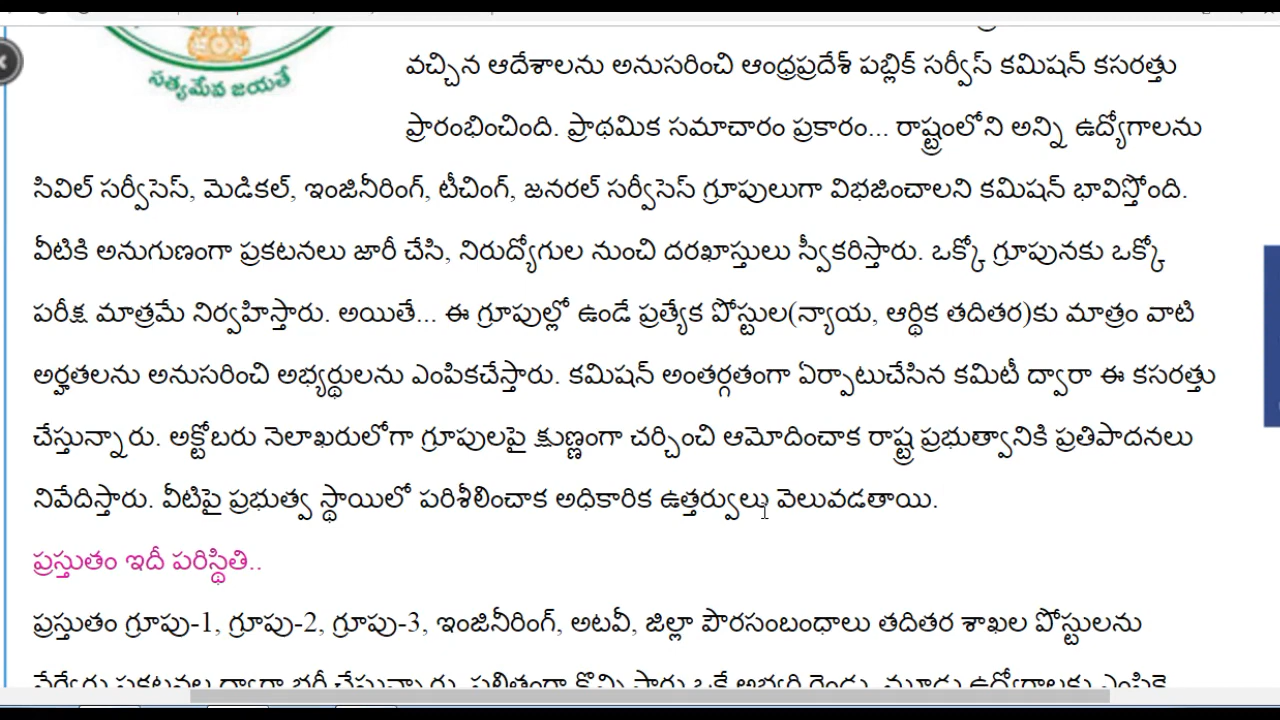 సత్యమేవ జయతే
వచ్చిన ఆదేశాలను అనుసరించి ఆంధ్రప్రదేశ్ పబ్లిక్ సర్వీస్ కమిషన్ కసరత్తు
ప్రారంభించింది. ప్రాథమిక సమాచారం ప్రకారం... రాష్ట్రంలోని అన్ని ఉద్యోగాలను
సివిల్ సర్వీసెస్, మెడికల్, ఇంజినీరింగ్, టీచింగ్, జనరల్ సర్వీసెస్ గ్రూపులుగా విభజించాలని కమిషన్ భావిస్తోంది.
వీటికి అనుగుణంగా ప్రకటనలు జారీ చేసి, నిరుద్యోగుల నుంచి దరఖాస్తులు స్వీకరిస్తారు. ఒక్కో గ్రూపునకు ఒక్కో
పరీక్ష మాత్రమే నిర్వహిస్తారు. అయితే... ఈ గ్రూపుల్లో ఉండే ప్రత్యేక పోస్టుల(న్యాయ, ఆర్థిక తదితర)కు మాత్రం వాటి
అర్హతలను అనుసరించి అభ్యర్థులను ఎంపికచేస్తారు. కమిషన్ అంతర్గతంగా ఏర్పాటుచేసిన కమిటీ ద్వారా ఈ కసరత్తు
చేస్తున్నారు. అక్టోబరు నెలాఖరులోగా గ్రూపులపై క్షుణ్ణంగా చర్చించి ఆమోదించాక రాష్ట్ర ప్రభుత్వానికి ప్రతిపాదనలు
నివేదిస్తారు. వీటిపై ప్రభుత్వ స్థాయిలో పరిశీలించాక అధికారిక ఉత్తర్వులు వెలువడతాయి.
ప్రస్తుతం ఇదీ పరిస్థితి..
ప్రస్తుతం గ్రూపు-1, గ్రూపు-2, గ్రూపు-3, ఇంజినీరింగ్, అటవీ, జిల్లా పౌరసంబంధాలు తదితర శాఖల పోస్టులను